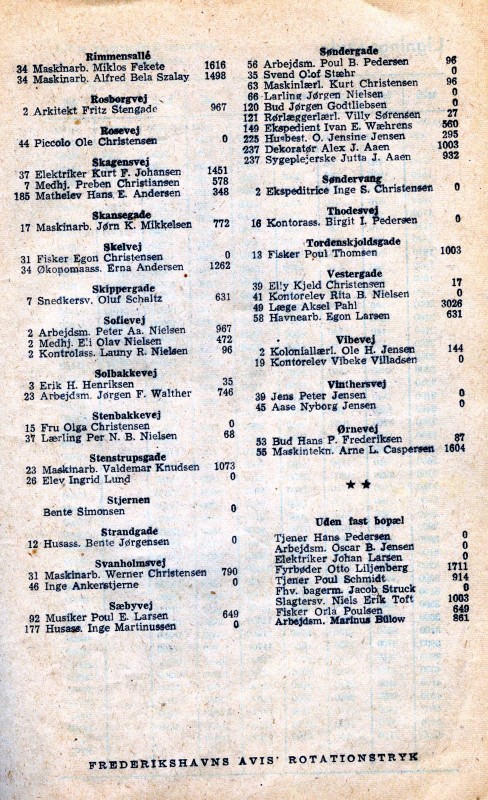 Rimmensallé
34 Maskinarb. Miklos Fekete 1616
34 Maskinarb. Alfred Bela Szalay 1498
Rosborgvej
2 Arkitekt Fritz Stengade 967
Rosevej
44 Piccolo Ole Christensen 0
Skagensvej
37 Elektriker Kurt F. Johansen 1451
7 Medhj. Preben Christiansen 578
185 Mathelev Hans E. Andersen 348
Skansegade
17 Maskinarb. Jørn K. Mikkelsen 772
Skelvej
31 Fisker Egon Christensen 0
34 Økonomaass. Erna Andersen 1262
Skippergade
7 Snedkersv. Oluf Schaltz 631
Sofievej
2 Arbejdsm. Peter Aa. Nielsen 967
2 Medhj. Eli Olav Nielsen 472
2 Kontrolass. Launy R. Nielsen 96
Solbakkevej
3 Erik H. Henriksen 35
23 Arbejdsm. Jørgen F. Walther 746
Stenbakkevej
15 Fru Olga Christensen 0
37 Lærling Per N. B. Nielsen 68
Stenstrupsgade
23 Maskinarb. Valdemar Knudsen 1073
26 Elev Ingrid Lund 0
Stjernen
Bente Simonsen 0
Strandgade
12 Husass. Bente Jørgensen 0
Svanholmsvej
31 Maskinarb. Werner Christensen 790
46 Inge Ankerstjerne 0
Sæbyvej
92 Musiker Poul E. Larsen 649
177 Husass. Inge Martinussen 0
Søndergade
56 Arbejdsm. Poul B. Pedersen 96
35 Svend Olof Stæhr 0
63 Maskinlærl. Kurt Christensen 96
66 Lærling Jørgen Nielsen 0
120 Bud Jørgen Godtliebsen 0
121 Rørlæggerlærl. Villy Sørensen 27
149 Ekspedient Ivan E. Wæhrens 560
225 Husbest. O. Jensine Jensen 295
237 Dekoratør Alex J. Aaen 1003
237 Sygeplejerske Jutta J. Aaen 932
Søndervang
2 Ekspeditrice Inge S. Christensen 0
Thodesvej
16 Kontorass. Birgit I. Pedersen 0
Tordenskjoldsgade
13 Fisker Poul Thomsen 1003
Vestergade
39 Elly Kjeld Christensen 17
41 Kontorelev Rita B. Nielsen 0
49 Læge Aksel Pahl 3026
58 Havnearb. Egon Larsen 631
Vibevej
2 Koloniallærl. Ole H. Jensen 144
19 Kontorelev Vibeke Villadsen 0
Vinthersvej
39 Jens Peter Jensen 0
45 Aase Nyborg Jensen 0
Ørnevej
53 Bud Hans P. Frederiksen 87
55 Maskintekn. Arne L. Caspersen 1604
★ ★
Uden fast bopæl
Tjener Hans Pedersen 0
Arbejdsm. Oscar B. Jensen 0
Elektriker Johan Larsen 0
Fyrbøder Otto Liljenberg 1711
Tjener Poul Schmidt 914
Fhv. bagerm. Jacob Struck 0
Slagtersv. Niels Erik Toft 1003
Fisker Orla Poulsen 649
Arbejdsm. Marinus Bülow 861
FREDERIKSHAVNS AVIS' ROTATIONSTRYK